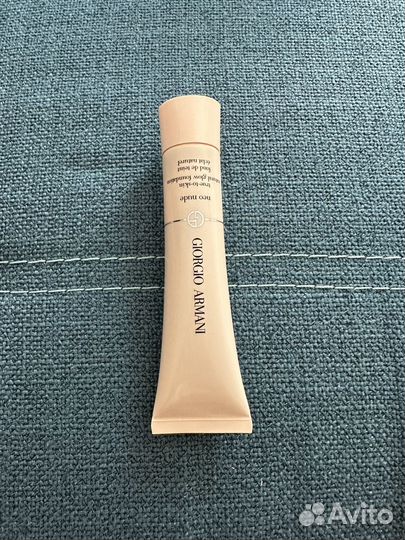 GIORGIO ARMANI
neo nude
true-to-skin
natural glow foundation
fond de teint
éclat naturel
Avito